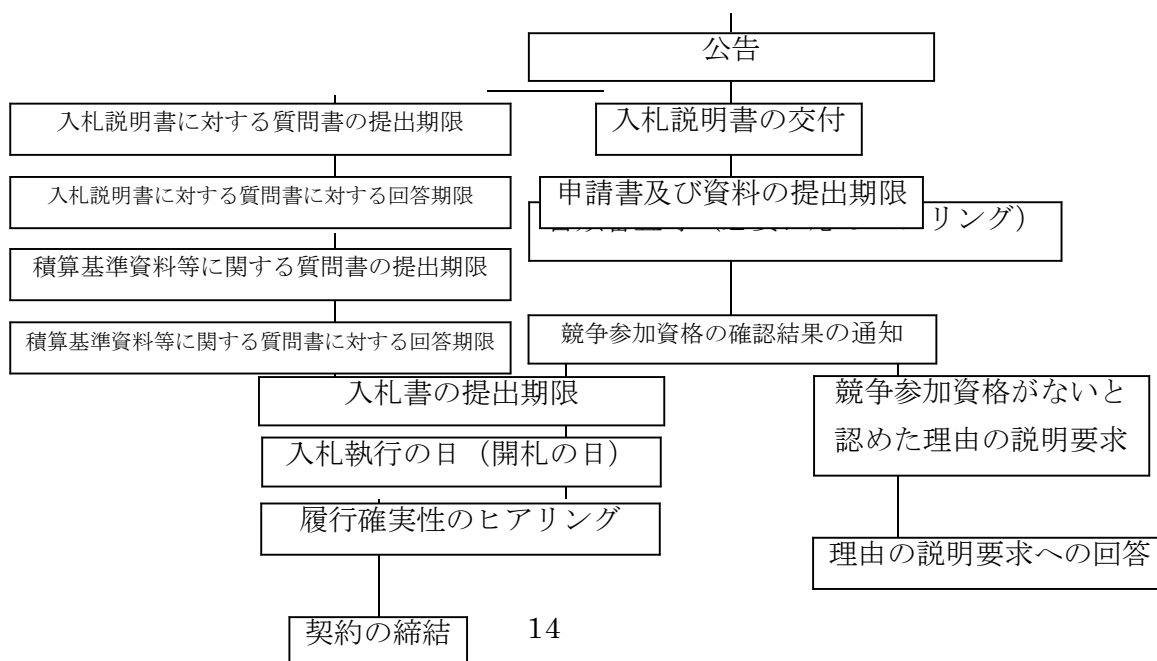 公告
入札説明書に対する質問書の提出期限
入札説明書の交付
入札説明書に対する質問書に対する回答期限
申請書及び資料の提出期限
リング）
積算基準資料等に関する質問書の提出期限
積算基準資料等に関する質問書に対する回答期限
競争参加資格の確認結果の通知
入札書の提出期限
競争参加資格がないと
認めた理由の説明要求
入札執行の日（開札の日）
履行確実性のヒアリング
理由の説明要求への回答
契約の締結
14